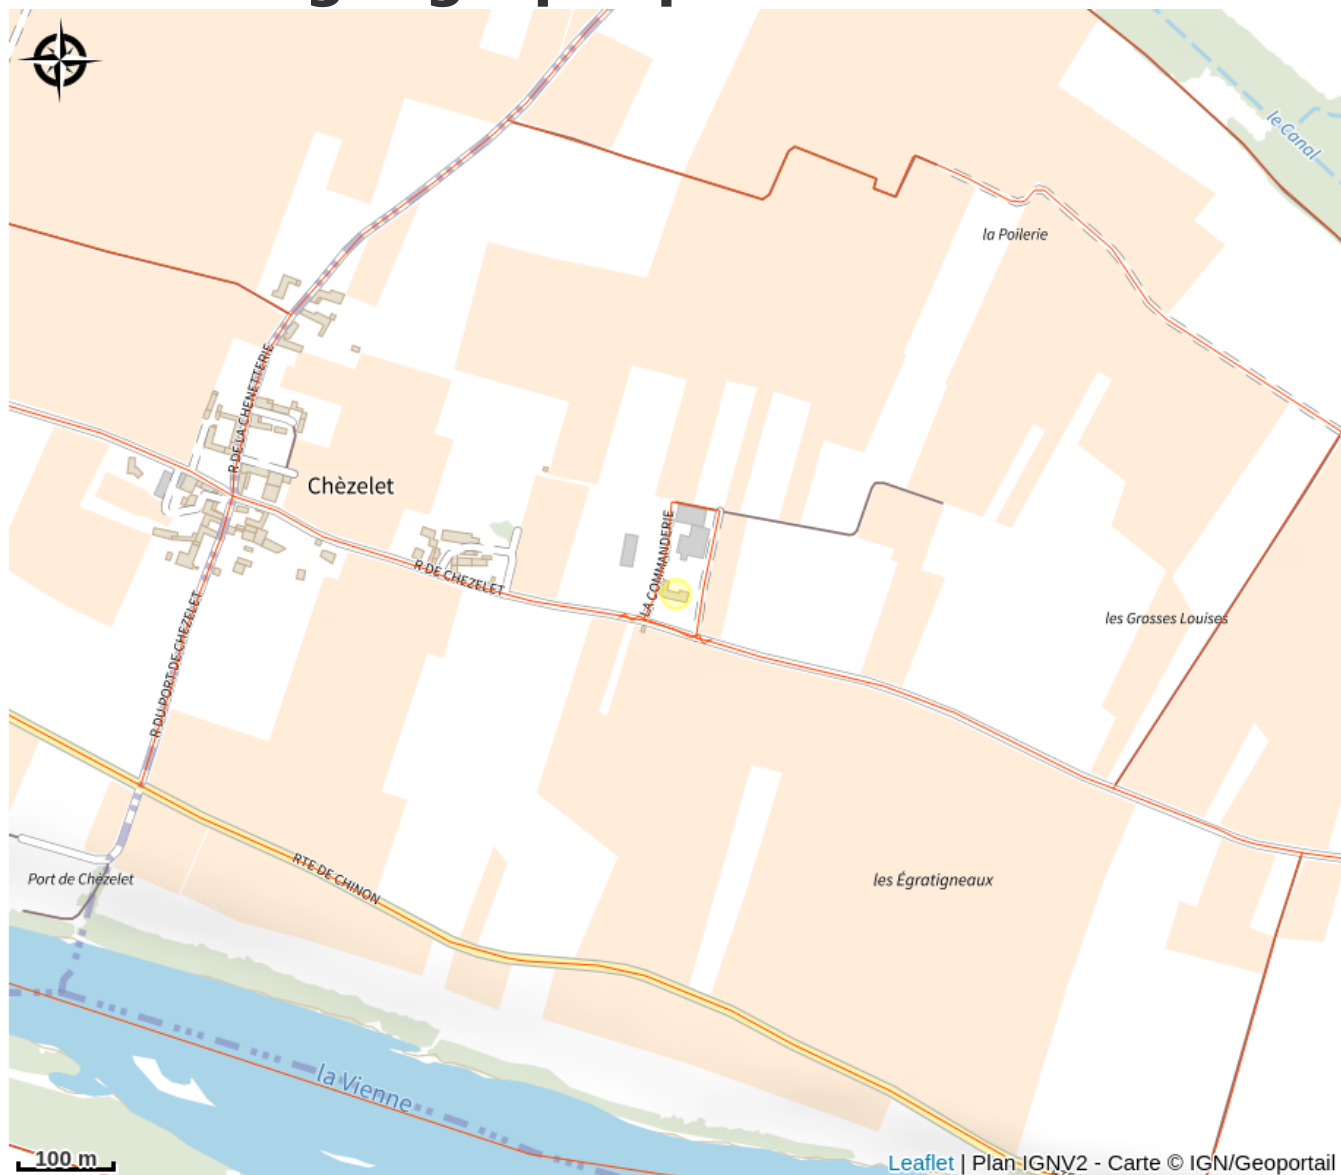 le Canal
la Poilerie
R DE LA CHENETTERIE
Chèzelet
LA COMMANDERIE
R DE CHEZELET
les Grosses Louises
R DU PORT DE CHEZELET
RTE DE CHINON
Port de Chèzelet
les Égratigneaux
la Vienne
100 m
Leaflet | Plan IGNV2 - Carte © IGN/Geoportail